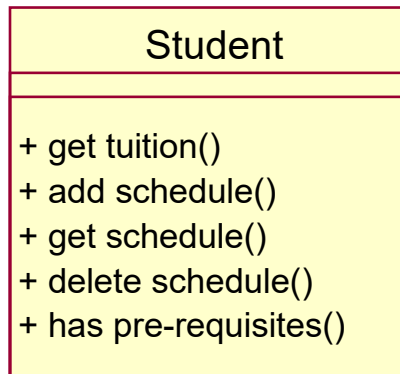 Student
+ get tuition()
+ add schedule()
+ get schedule()
+ delete schedule()
+ has pre-requisites()